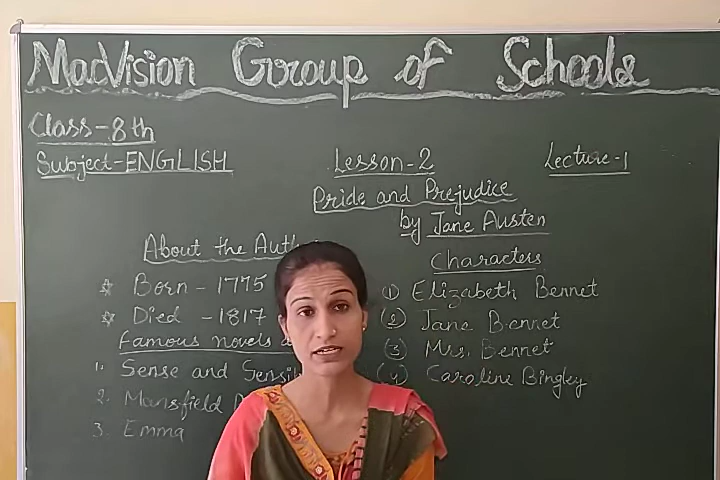 MacVision Group of Schools
Class-8th
Subject-ENGLISH Lesson-2 Lecture-1
Pride and Prejudice
by Jane Austen
About the
* Born - 1775
* Died - 1817
Famous novels
1. Sense and
2. Mansfield
3. Emma
Characters
① Elizabeth Bennet
② Jane Bennet
③ Mrs. Bennet
④ Caroline Bingley